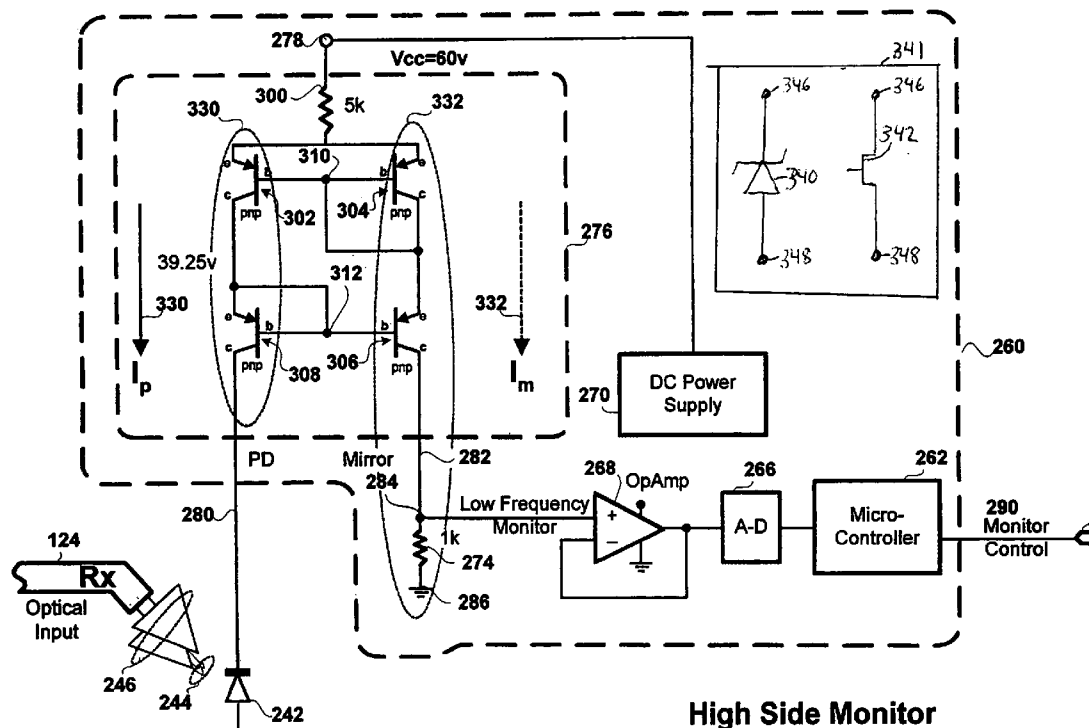 278
Vcc=60v
341
300
5k
330
332
346
346
342
310
e
e
b
b
c
c
302
304
pnp
pnp
340
276
348
348
39.25v
312
330
332
e
e
b
b
c
c
308
306
pnp
pnp
Ip
Im
260
270
DC Power
Supply
PD
Mirror
282
268
OpAmp
266
262
284
280
Low Frequency
Monitor
+
−
A-D
Micro-
Controller
290
Monitor
Control
1k
274
286
124
Rx
Optical
Input
246
244
242
High Side Monitor